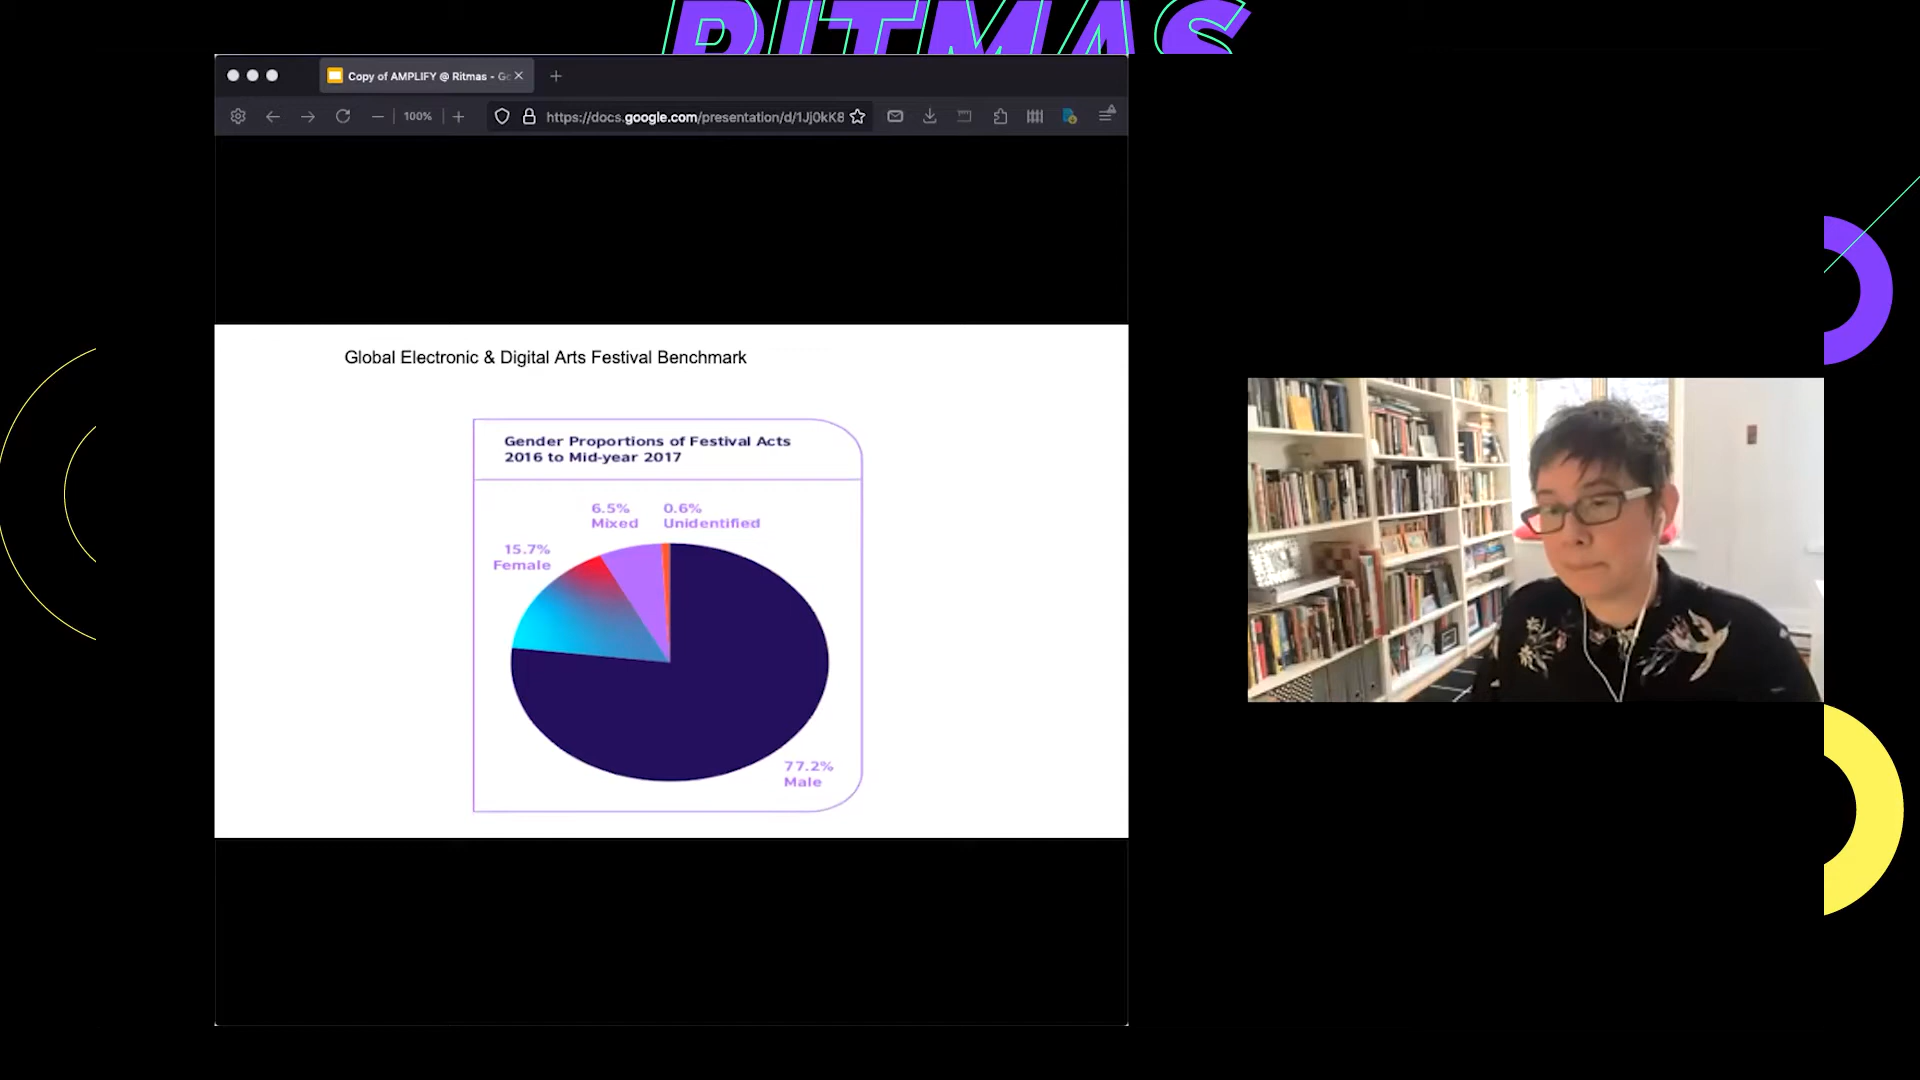 RITMAS
Copy of AMPLIFY @ Ritmas - Go
100%
https://docs.google.com/presentation/d/1Jj0kK8
Global Electronic & Digital Arts Festival Benchmark
Gender Proportions of Festival Acts
2016 to Mid-year 2017
6.5%
Mixed
0.6%
Unidentified
15.7%
Female
77.2%
Male